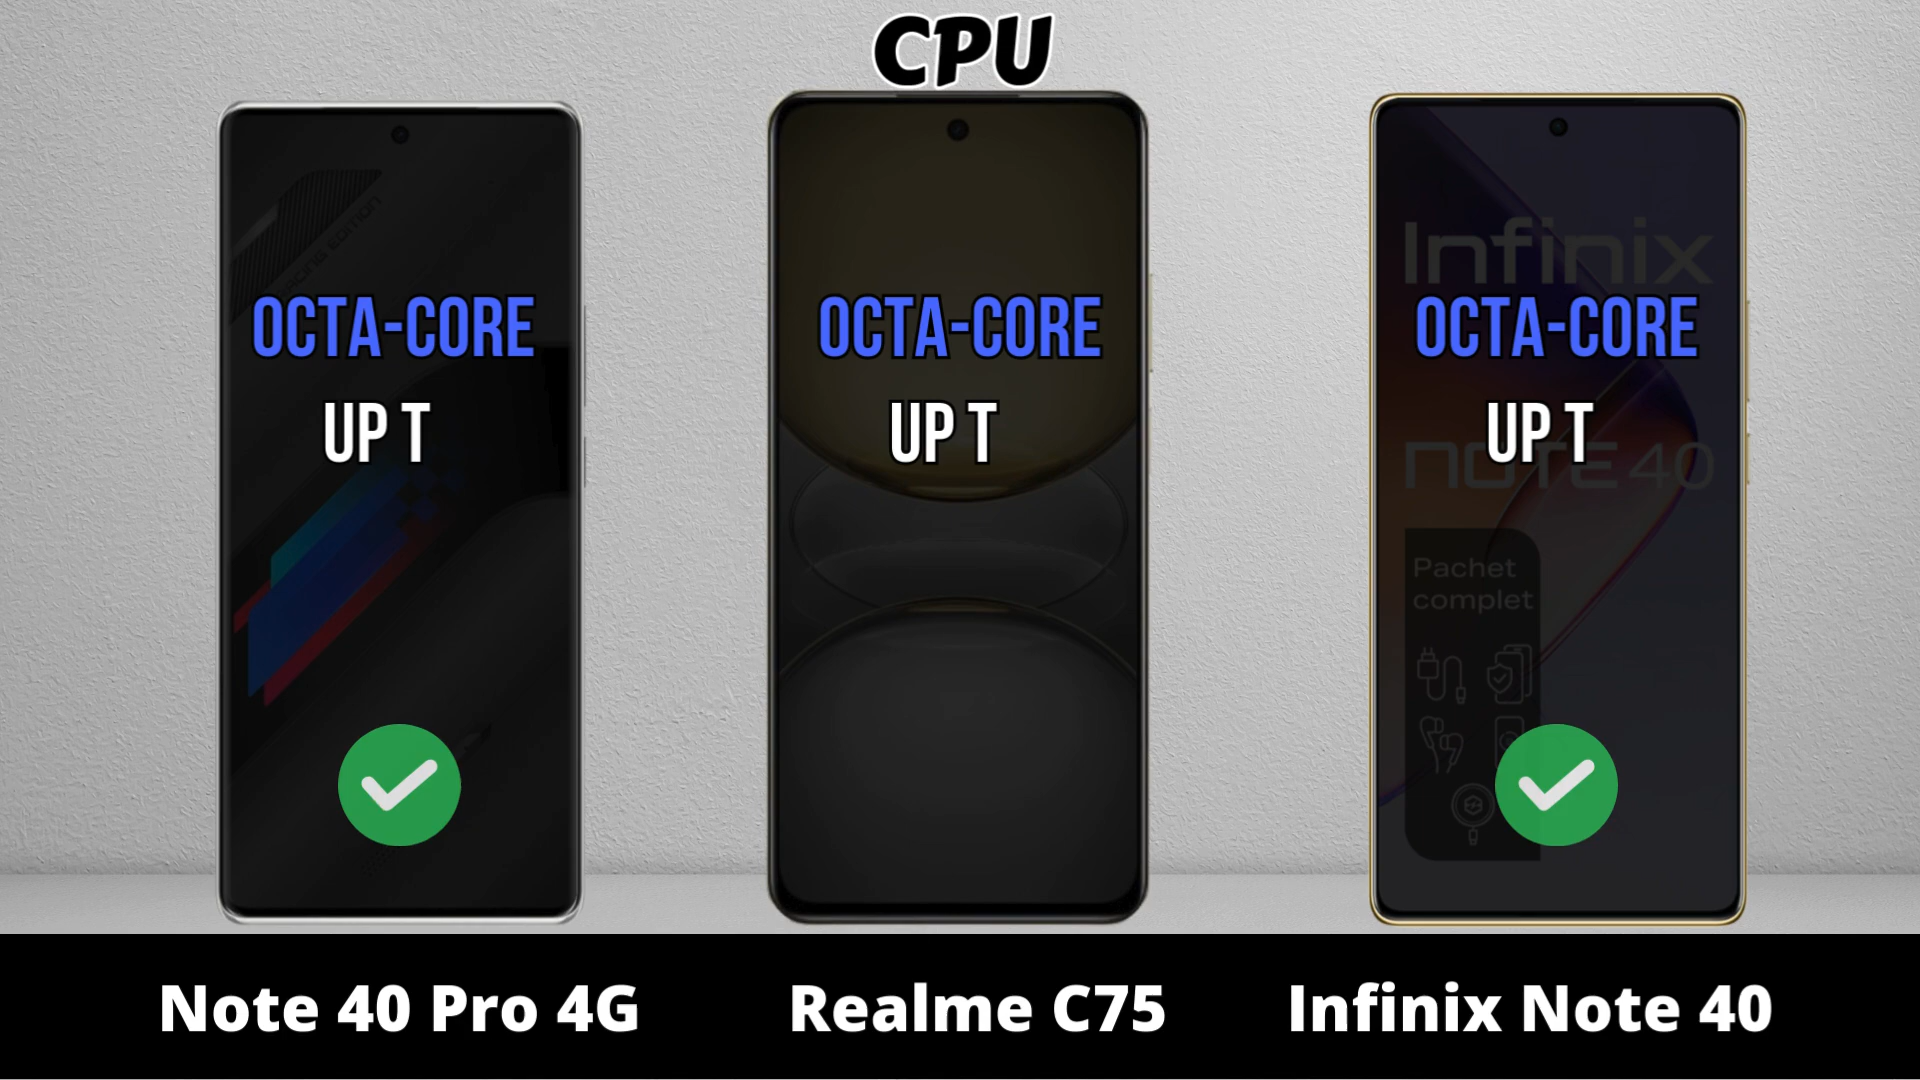 CPU
OCTA-CORE
UP T
OCTA-CORE
UP T
Infinix
OCTA-CORE
UP T
NOTE 40
Pachet
complet
Note 40 Pro 4G
Realme C75
Infinix Note 40